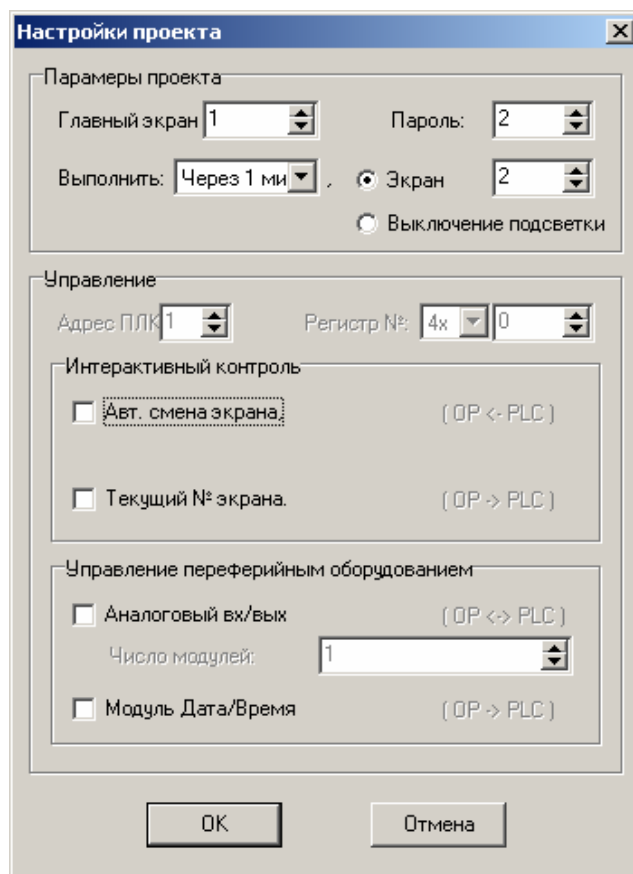 Настройки проекта
Парамеры проекта
Главный экран 1 Пароль: 2
Выполнить: Через 1 ми , Экран 2
Выключение подсветки
Управление
Адрес ПЛК 1 Регистр №: 4x 0
Интерактивный контроль
Авт. смена экрана, ( OP <- PLC )
Текущий № экрана. ( OP -> PLC )
Управление переферийным оборудованием
Аналоговый вх/вых ( OP <-> PLC )
Число модулей: 1
Модуль Дата/Время ( OP -> PLC )
OK Отмена